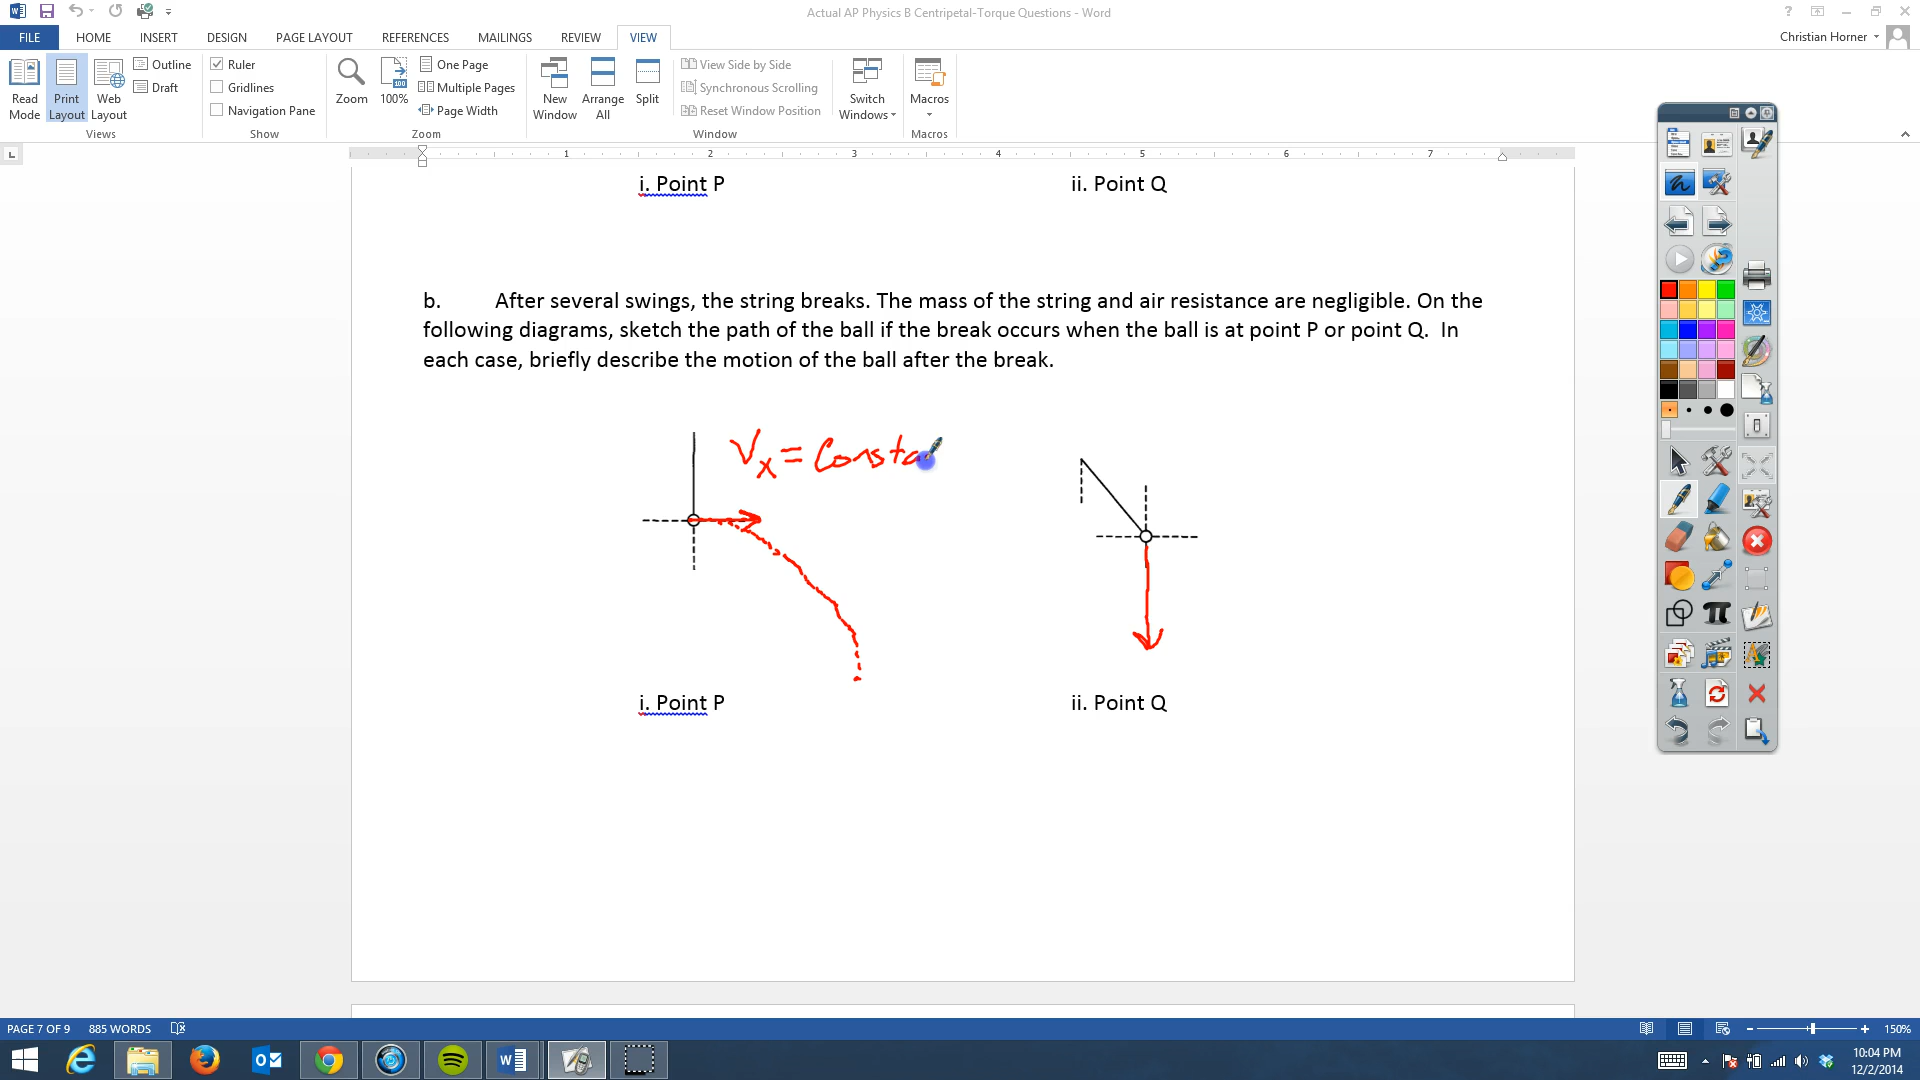 Actual AP Physics B Centripetal-Torque Questions - Word
FILE HOME INSERT DESIGN PAGE LAYOUT REFERENCES MAILINGS REVIEW VIEW
Christian Horner
Read Mode
Print Layout
Web Layout
Outline
Draft
Views
Ruler
Gridlines
Navigation Pane
Show
Zoom
100%
One Page
Multiple Pages
Page Width
Zoom
New Window
Arrange All
Split
View Side by Side
Synchronous Scrolling
Reset Window Position
Window
Switch Windows
Macros
Macros
1 2 3 4 5 6 7
i. Point P ii. Point Q
b. After several swings, the string breaks. The mass of the string and air resistance are negligible. On the
following diagrams, sketch the path of the ball if the break occurs when the ball is at point P or point Q. In
each case, briefly describe the motion of the ball after the break.
Vx = Consta
i. Point P ii. Point Q
PAGE 7 OF 9 885 WORDS
150%
10:04 PM
12/2/2014